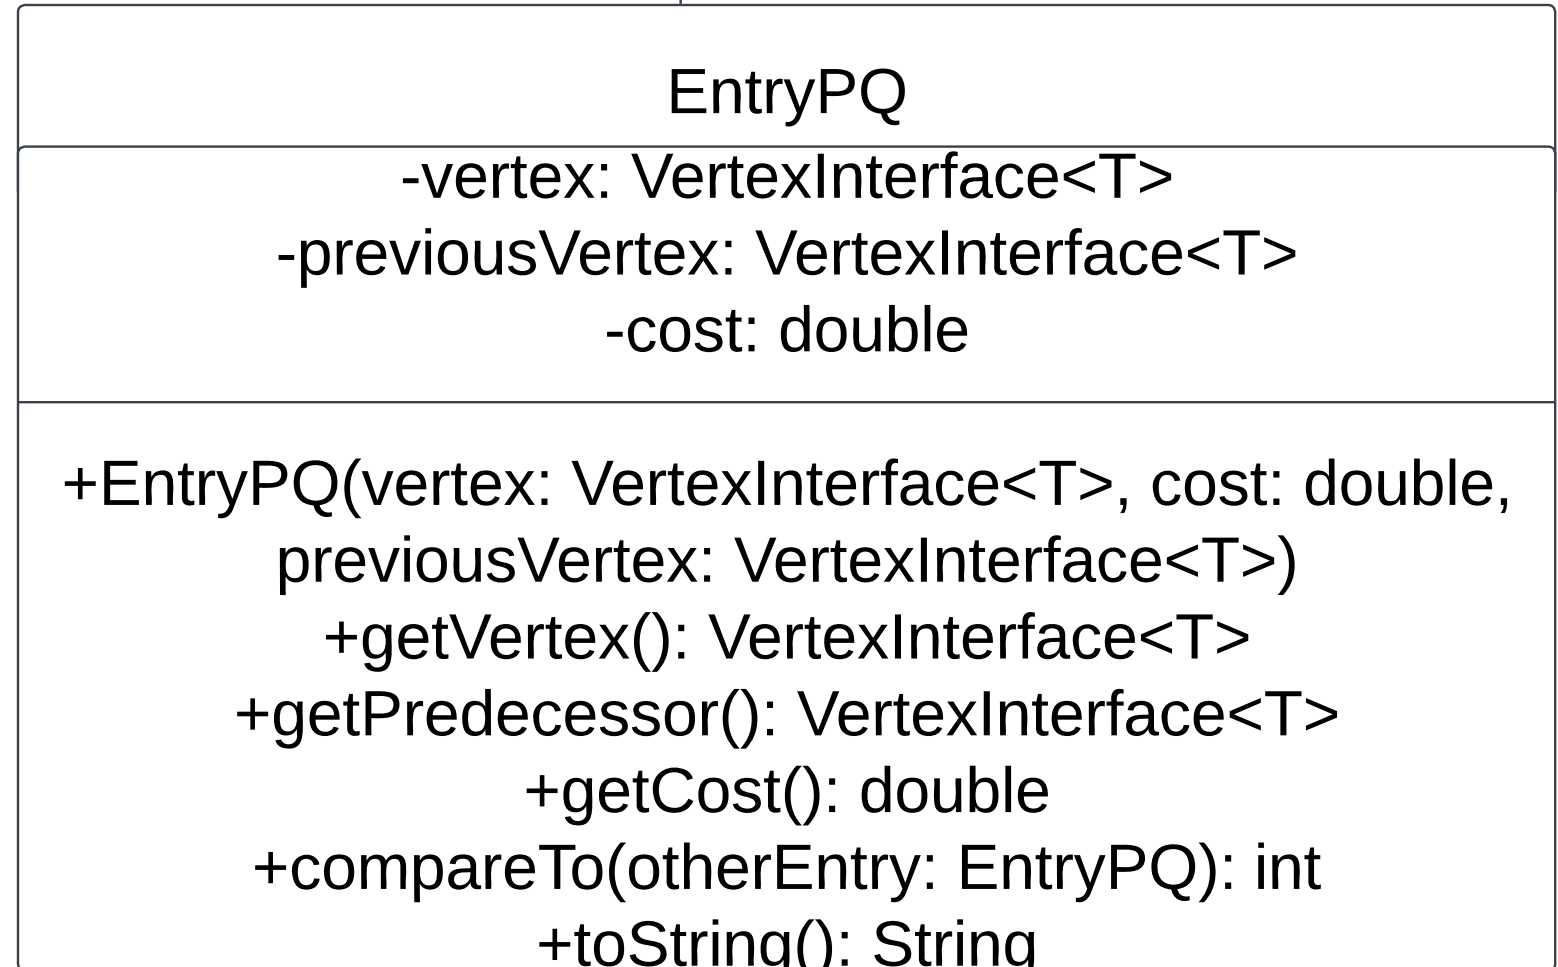 EntryPQ
-vertex: VertexInterface<T>
-previousVertex: VertexInterface<T>
-cost: double
+EntryPQ(vertex: VertexInterface<T>, cost: double,
previousVertex: VertexInterface<T>)
+getVertex(): VertexInterface<T>
+getPredecessor(): VertexInterface<T>
+getCost(): double
+compareTo(otherEntry: EntryPQ): int
+toString(): String